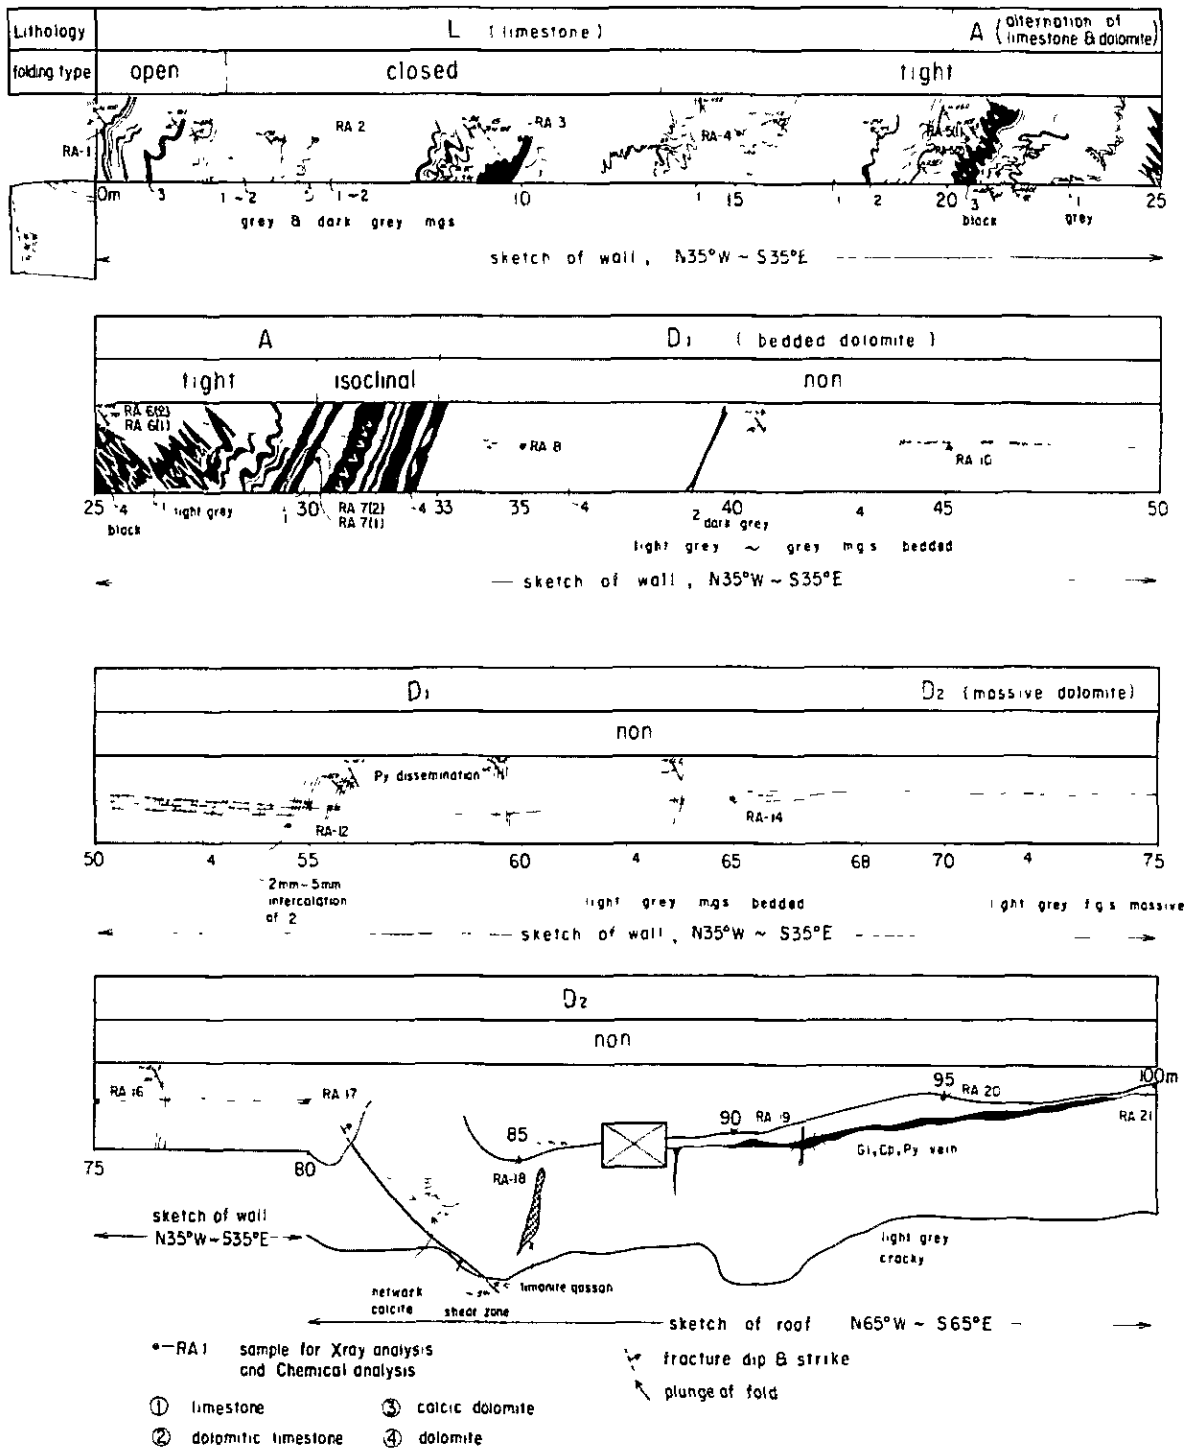 Lithology L (limestone) A (alternation of limestone & dolomite)
folding type open closed tight
RA-1 RA 2 RA 3 RA-4 RA-5(1)
0m 3 1~2 1~2 10 1 15 1 2 20 3 1 25
grey & dark grey mgs black grey
sketch of wall, N35°W ~ S35°E
A D1 (bedded dolomite)
tight isoclinal non
RA 6(2)
RA 6(1)
RA 8
RA 10
25 4 1 light grey 1 30 RA 7(2) 4 33 35 4 2 40 4 45 50
black RA 7(1) dark grey
light grey ~ grey mgs bedded
sketch of wall, N35°W ~ S35°E
D1 D2 (massive dolomite)
non
Py dissemination
RA-12 RA-14
50 4 55 60 4 65 68 70 4 75
2mm~5mm
intercalation
of 2
light grey mgs bedded light grey fgs massive
sketch of wall, N35°W ~ S35°E
D2
non
RA 16 RA 17 85 90 RA 19 95 RA 20 100m
RA 21
RA-18 Gl, Cp, Py vein
75 80
sketch of wall
N35°W~S35°E
light grey
cracky
network
calcite
shear zone
limonite gossan
sketch of roof N65°W ~ S65°E
RA1 sample for Xray analysis
and Chemical analysis
fracture dip & strike
plunge of fold
① limestone ③ calcic dolomite
② dolomitic limestone ④ dolomite